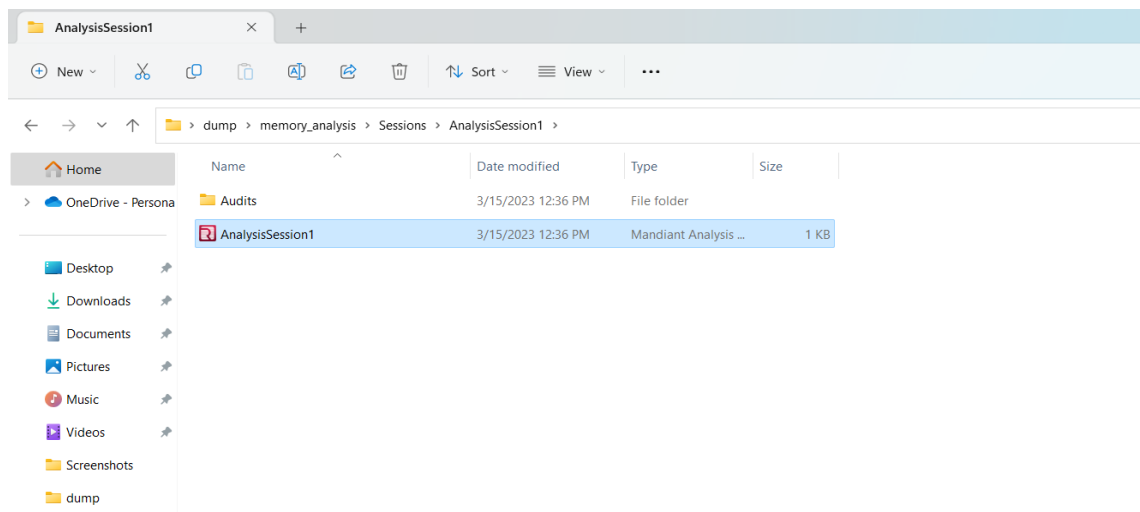 AnalysisSession1
New Sort View
dump memory_analysis Sessions AnalysisSession1
Name Date modified Type Size
Audits 3/15/2023 12:36 PM File folder
AnalysisSession1 3/15/2023 12:36 PM Mandiant Analysis ... 1 KB
Home
OneDrive - Persona
Desktop
Downloads
Documents
Pictures
Music
Videos
Screenshots
dump